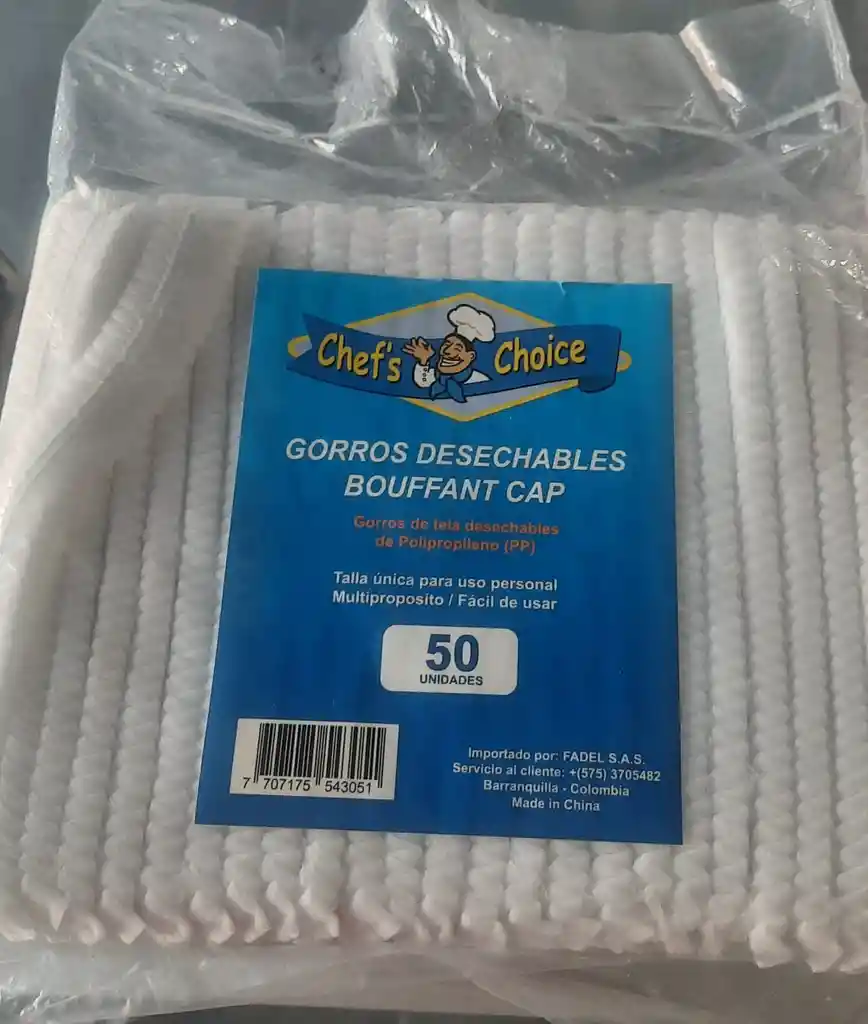 Chef's Choice
GORROS DESECHABLES
BOUFFANT CAP
Gorros de tela desechables
de Polipropileno (PP)
Talla única para uso personal
Multiproposíto / Fácil de usar
50
UNIDADES
7 707175 543051
Importado por: FADEL S.A.S.
Servicio al cliente: +(575) 3705482
Barranquilla - Colombia
Made in China